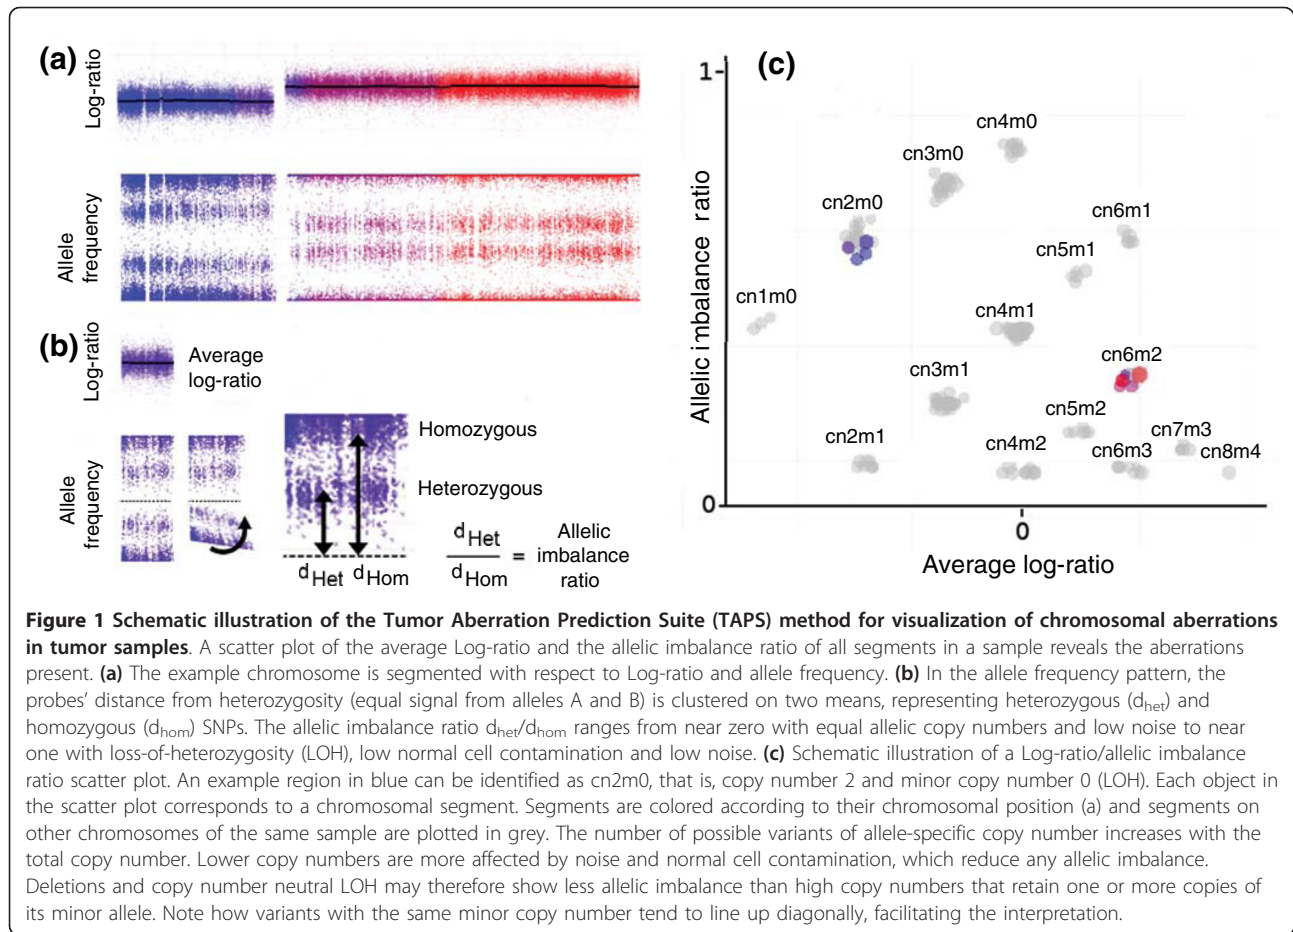 (a)
Log-ratio
Allele
frequency
(b)
Log-ratio
Average
log-ratio
Allele
frequency
Homozygous
Heterozygous
dHet
dHom
dHet
dHom
=
Allelic
imbalance
ratio
(c)
1
Allelic imbalance ratio
0
cn4m0
cn3m0
cn2m0
cn6m1
cn5m1
cn1m0
cn4m1
cn6m2
cn3m1
cn5m2
cn7m3
cn2m1
cn4m2
cn6m3
cn8m4
0
Average log-ratio
Figure 1 Schematic illustration of the Tumor Aberration Prediction Suite (TAPS) method for visualization of chromosomal aberrations
in tumor samples. A scatter plot of the average Log-ratio and the allelic imbalance ratio of all segments in a sample reveals the aberrations
present. (a) The example chromosome is segmented with respect to Log-ratio and allele frequency. (b) In the allele frequency pattern, the
probes' distance from heterozygosity (equal signal from alleles A and B) is clustered on two means, representing heterozygous (dhet) and
homozygous (dhom) SNPs. The allelic imbalance ratio dhet/dhom ranges from near zero with equal allelic copy numbers and low noise to near
one with loss-of-heterozygosity (LOH), low normal cell contamination and low noise. (c) Schematic illustration of a Log-ratio/allelic imbalance
ratio scatter plot. An example region in blue can be identified as cn2m0, that is, copy number 2 and minor copy number 0 (LOH). Each object in
the scatter plot corresponds to a chromosomal segment. Segments are colored according to their chromosomal position (a) and segments on
other chromosomes of the same sample are plotted in grey. The number of possible variants of allele-specific copy number increases with the
total copy number. Lower copy numbers are more affected by noise and normal cell contamination, which reduce any allelic imbalance.
Deletions and copy number neutral LOH may therefore show less allelic imbalance than high copy numbers that retain one or more copies of
its minor allele. Note how variants with the same minor copy number tend to line up diagonally, facilitating the interpretation.